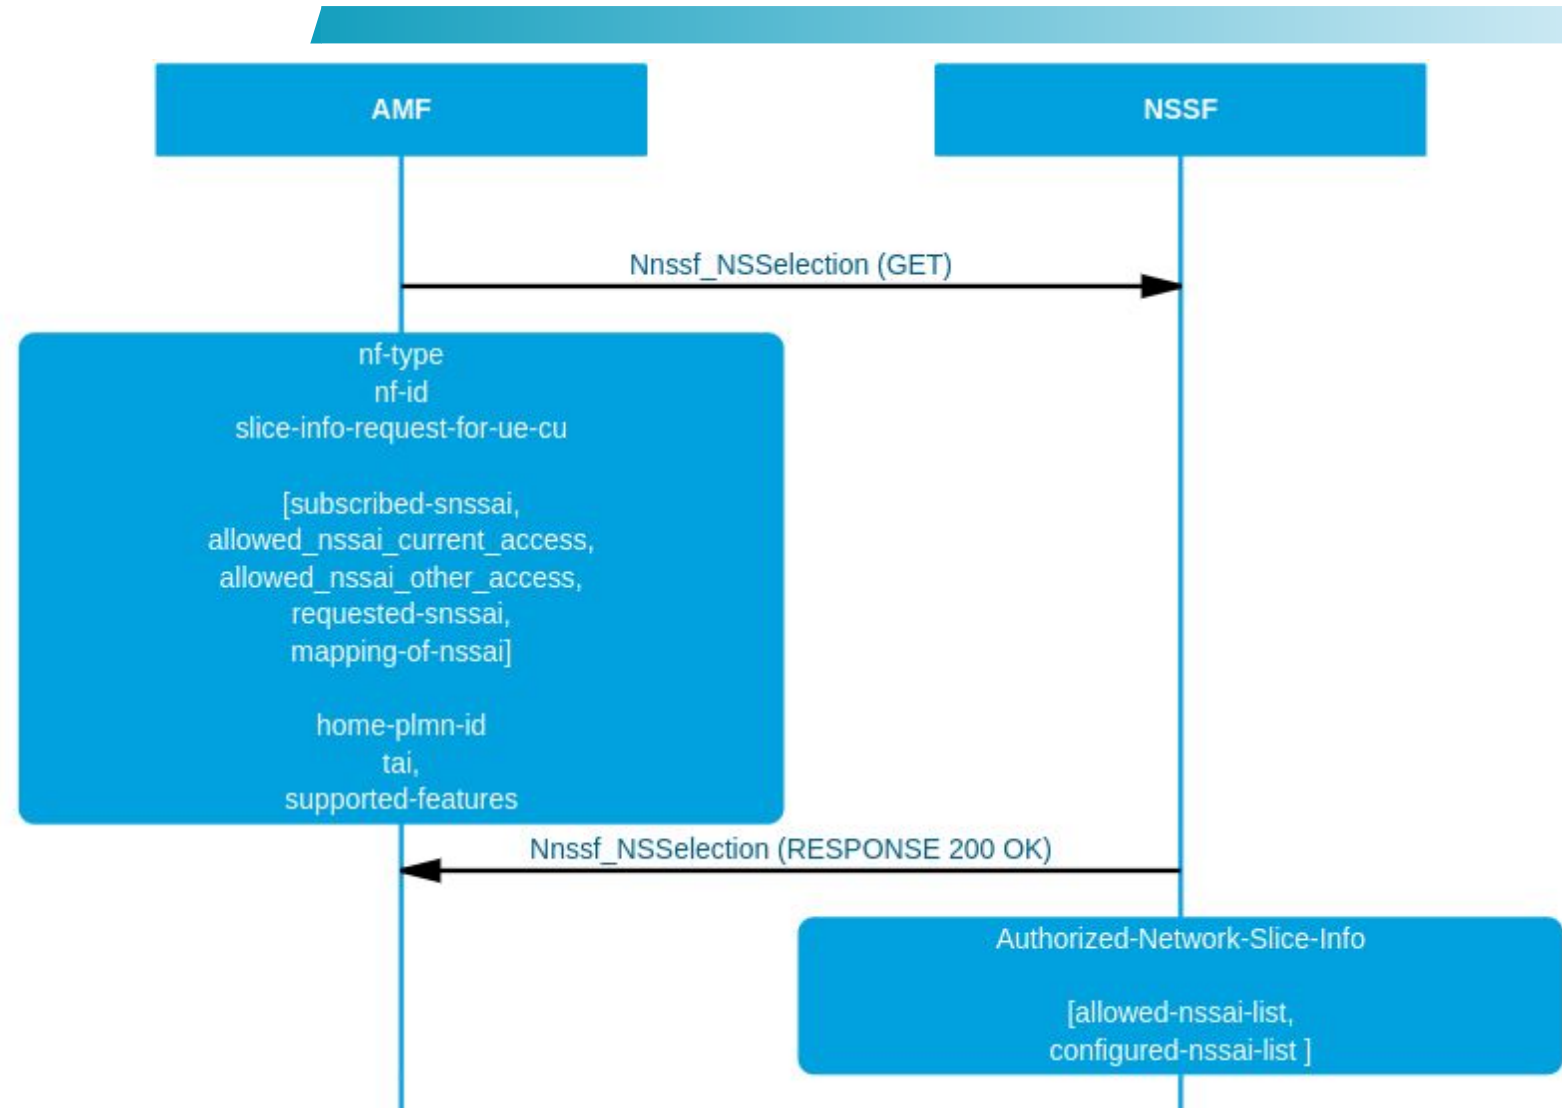 AMF
NSSF
Nnssf_NSSelection (GET)
nf-type
nf-id
slice-info-request-for-ue-cu
[subscribed-snssai,
allowed_nssai_current_access,
allowed_nssai_other_access,
requested-snssai,
mapping-of-nssai]
home-plmn-id
tai,
supported-features
Nnssf_NSSelection (RESPONSE 200 OK)
Authorized-Network-Slice-Info
[allowed-nssai-list,
configured-nssai-list ]